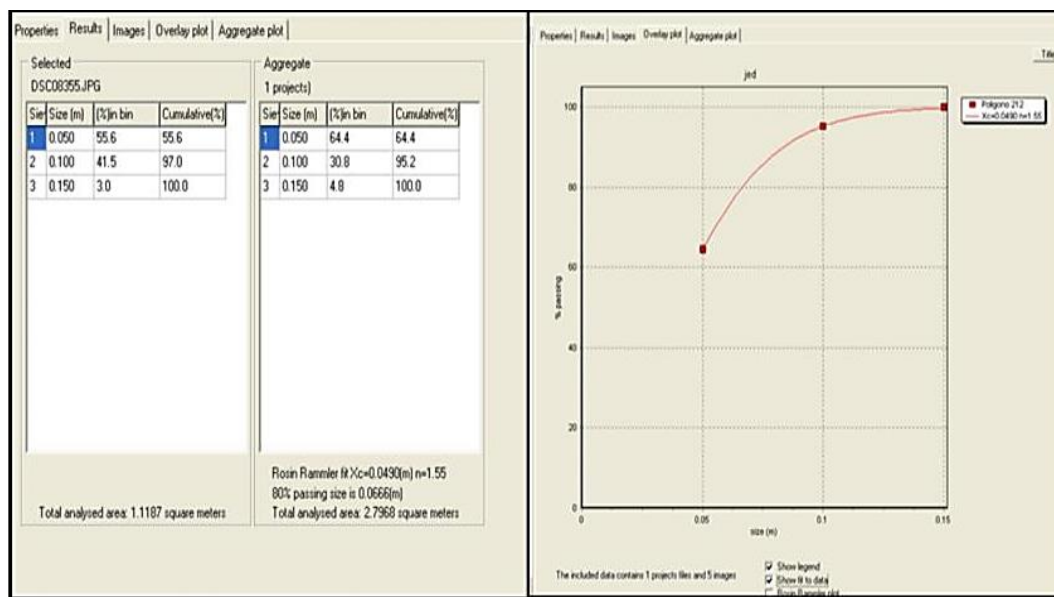 Properties Results Images Overlay plot Aggregate plot
Selected
DSC08355.JPG
Sie Size (m) (%)in bin Cumulative(%)
1 0.050 55.6 55.6
2 0.100 41.5 97.0
3 0.150 3.0 100.0
Total analysed area: 1.1187 square meters
Aggregate
1 projects)
Sie Size (m) (%)in bin Cumulative(%)
1 0.050 64.4 64.4
2 0.100 30.8 95.2
3 0.150 4.8 100.0
Rosin Rammler fit Xc=0.0490(m) n=1.55
80% passing size is 0.0666(m)
Total analysed area: 2.7968 square meters
Properties Results Images Overlay plot Aggregate plot
Title
jed
Poligono 212
Xc=0.0490 n=1.55
100
80
60
40
20
0
% passing
0 0.05 0.1 0.15
size (m)
The included data contains 1 projects files and 5 images
Show legend
Show fit to data
Rosin Rammler plot